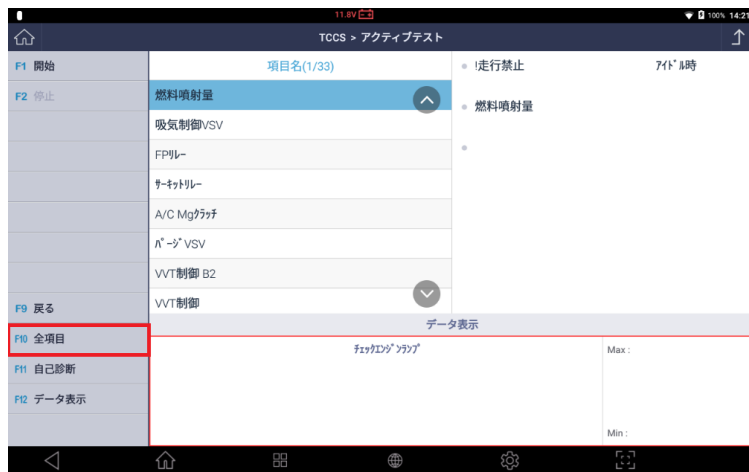 11.8V
100% 14:21
TCCS > アクティブテスト
F1 開始
F2 停止
F9 戻る
F10 全項目
F11 自己診断
F12 データ表示
項目名(1/33)
燃料噴射量
吸気制御VSV
FPﾘﾚｰ
ｻｰｷｯﾄﾘﾚｰ
A/C Mgｸﾗｯﾁ
ﾊﾟｰｼﾞVSV
VVT制御 B2
VVT制御
!走行禁止 ｱｲﾄﾞﾙ時
燃料噴射量
データ表示
ﾁｪｯｸｴﾝｼﾞﾝﾗﾝﾌﾟ
Max :
Min :